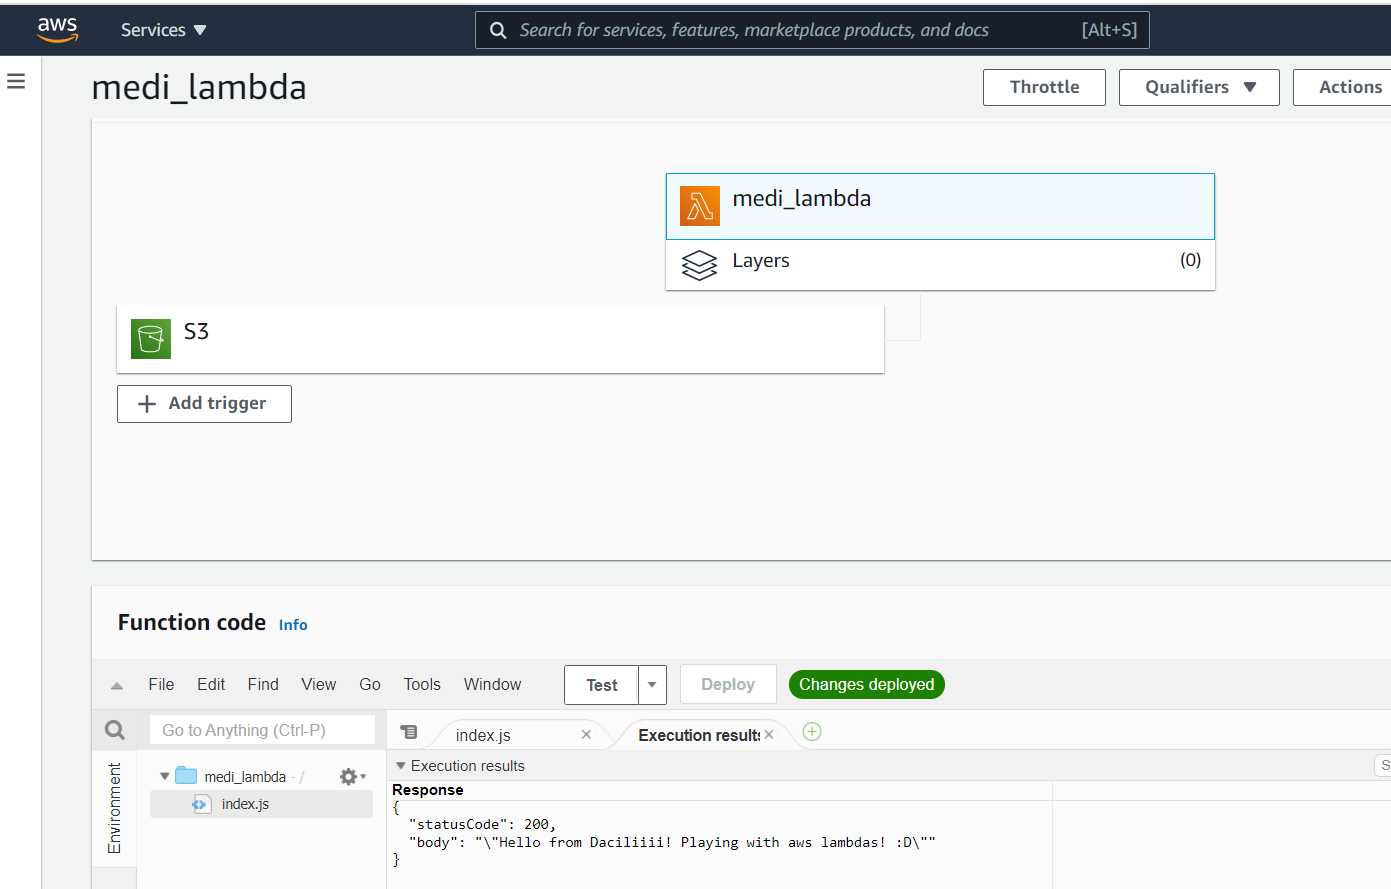 aws
Services
Search for services, features, marketplace products, and docs [Alt+S]
medi_lambda
Throttle
Qualifiers
Actions
medi_lambda
Layers (0)
S3
Add trigger
Function code Info
File Edit Find View Go Tools Window
Test
Deploy
Changes deployed
Go to Anything (Ctrl-P)
index.js
Execution results
Environment
medi_lambda - /
index.js
Execution results
Response
{
  "statusCode": 200,
  "body": "\"Hello from Daciliiii! Playing with aws lambdas! :D\""
}